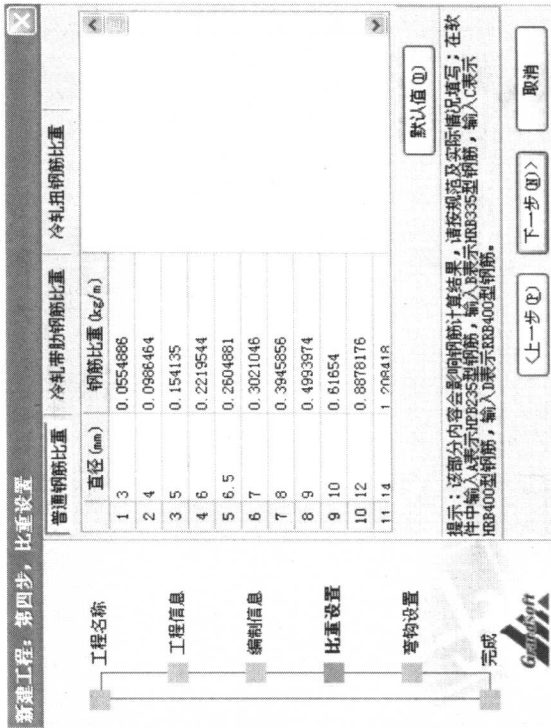 新建工程：第四步，比重设置
工程名称
工程信息
编制信息
比重设置
弯钩设置
完成
Grandsoft
普通钢筋比重 冷轧带肋钢筋比重 冷轧扭钢筋比重
直径(mm) 钢筋比重(kg/m)
1 3 0.0554886
2 4 0.0986464
3 5 0.154135
4 6 0.2219544
5 6.5 0.2604881
6 7 0.3021046
7 8 0.3945856
8 9 0.4993974
9 10 0.61654
10 12 0.8878176
11 14 1.208418
默认值(D)
提示：该部分内容会影响钢筋计算结果，请按规范及实际情况填写；在软
件中输入A表示HPB235型钢筋，输入B表示HRB335型钢筋，输入C表示
HRB400型钢筋，输入D表示RRB400型钢筋。
<上一步(P) 下一步(N)> 取消